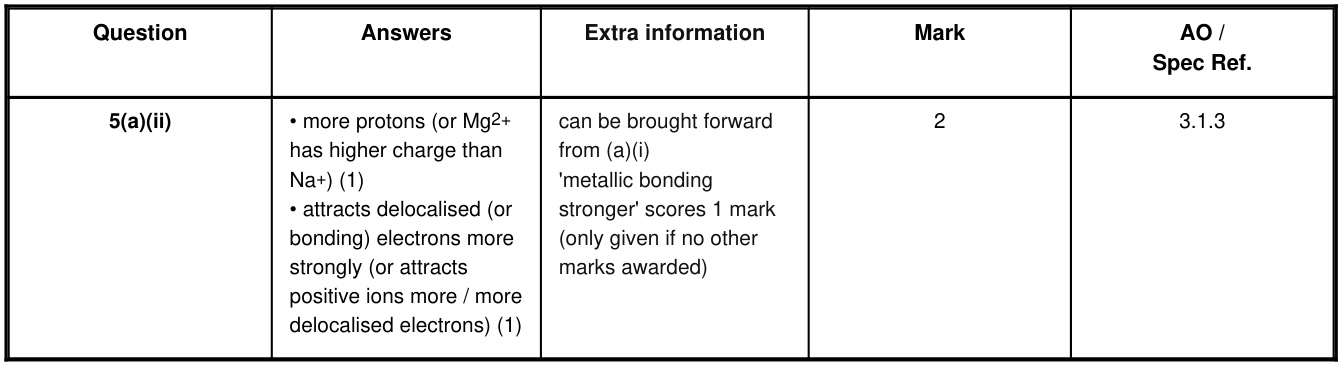 Question
Answers
Extra information
Mark
AO /
Spec Ref.
5(a)(ii)
• more protons (or Mg2+
has higher charge than
Na+) (1)
• attracts delocalised (or
bonding) electrons more
strongly (or attracts
positive ions more / more
delocalised electrons) (1)
can be brought forward
from (a)(i)
'metallic bonding
stronger' scores 1 mark
(only given if no other
marks awarded)
2
3.1.3